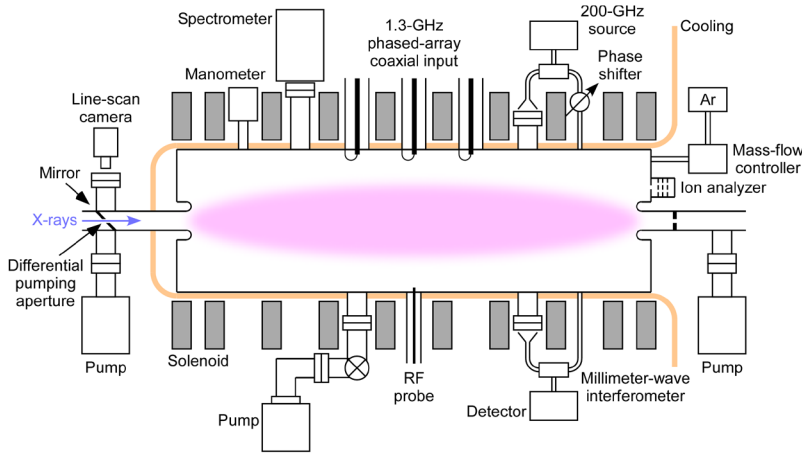 Spectrometer
1.3-GHz
phased-array
coaxial input
200-GHz
source
Cooling
Phase
shifter
Manometer
Line-scan
camera
Ar
Mass-flow
controller
Mirror
Ion analyzer
X-rays
Differential
pumping
aperture
Pump
Solenoid
Pump
RF
probe
Detector
Millimeter-wave
interferometer
Pump